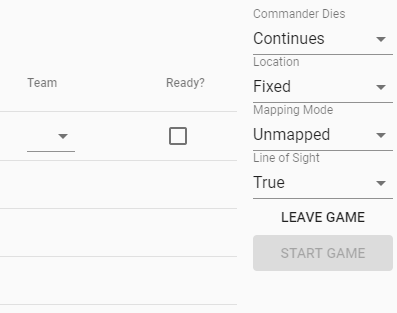 Commander Dies
Continues
Location
Fixed
Team
Ready?
Mapping Mode
Unmapped
Line of Sight
True
LEAVE GAME
START GAME